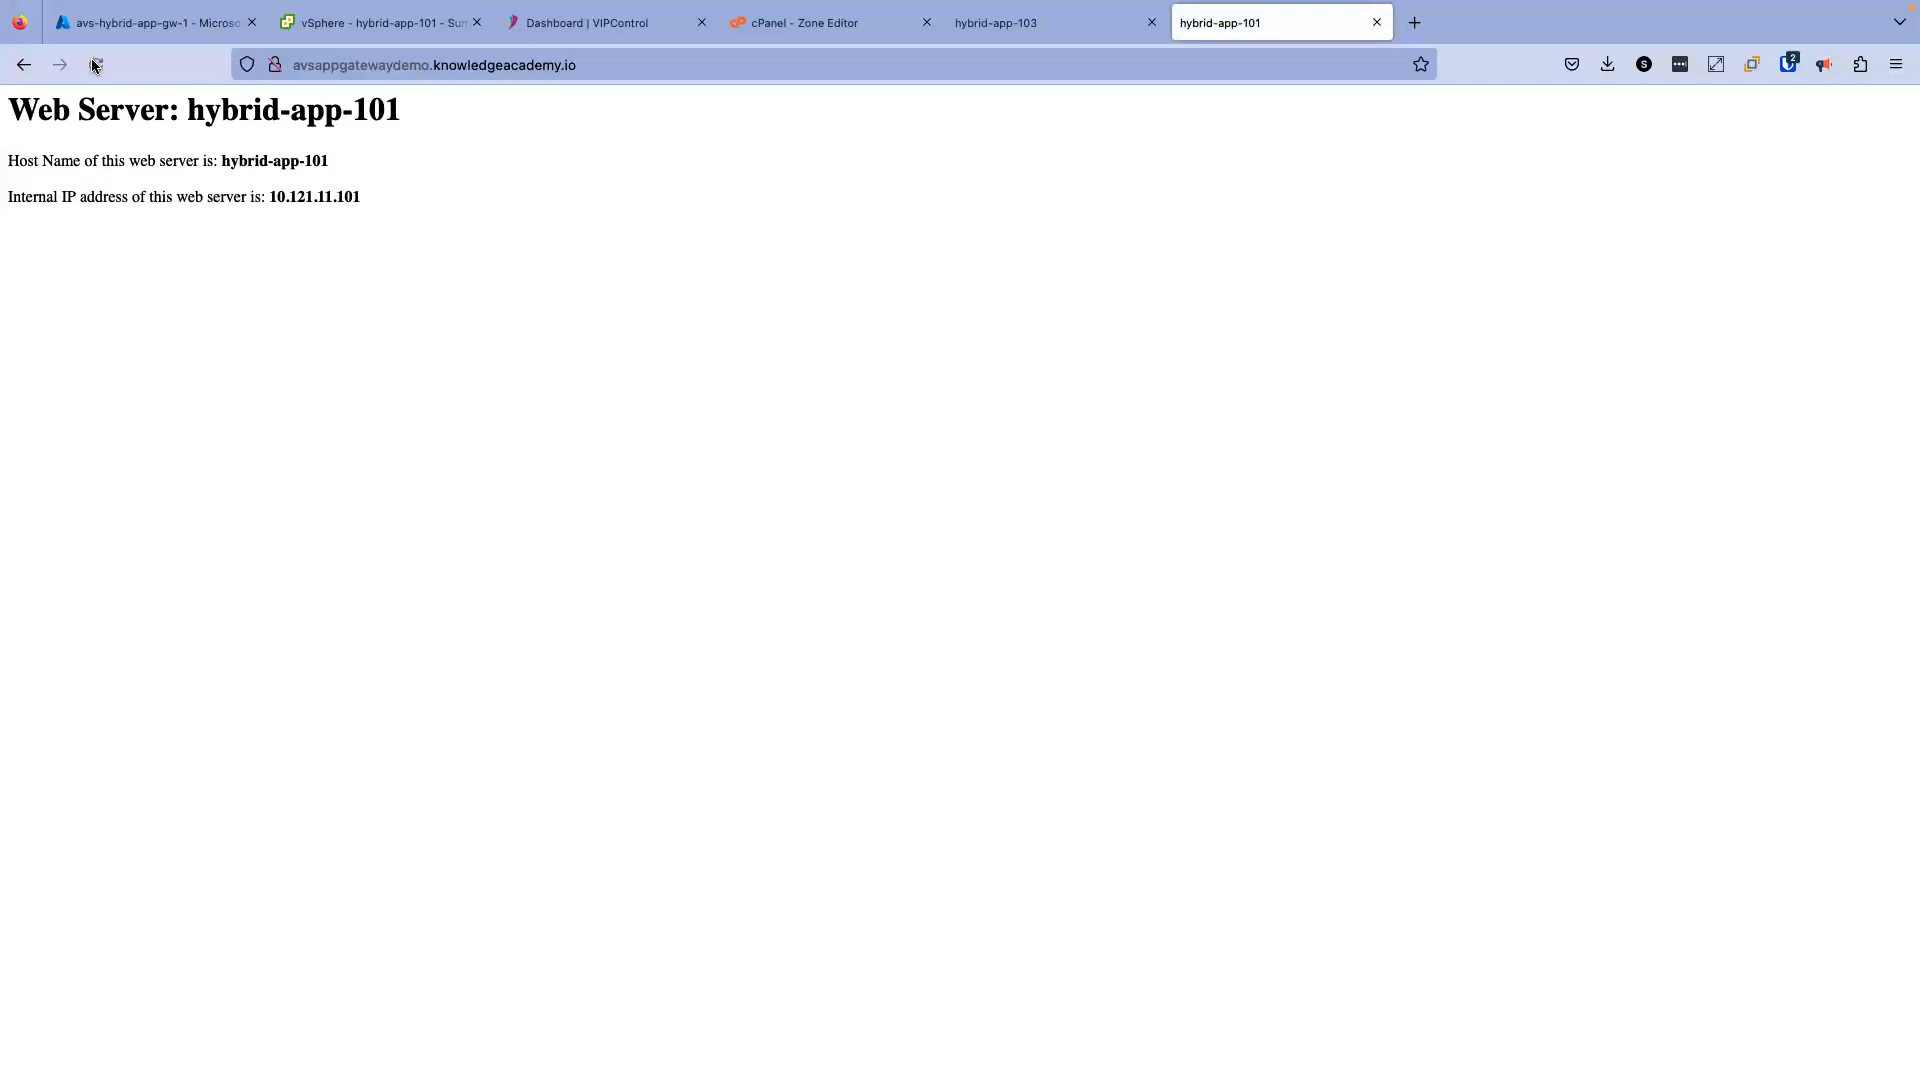 avs-hybrid-app-gw-1 - Microso
vSphere - hybrid-app-101 - Sum
Dashboard | VIPControl
cPanel - Zone Editor
hybrid-app-103
hybrid-app-101
avsappgatewaydemo.knowledgeacademy.io
S
2
Web Server: hybrid-app-101
Host Name of this web server is: hybrid-app-101
Internal IP address of this web server is: 10.121.11.101